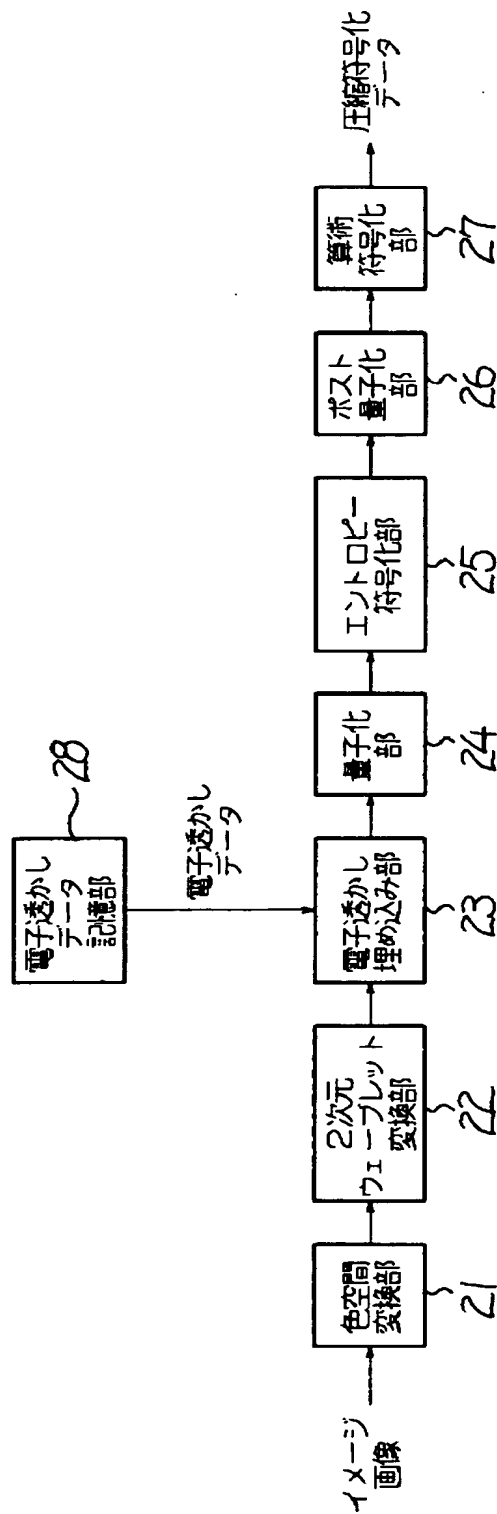 電子透かし
データ
記憶部
28
電子透かし
データ
イメージ
画像
色空間
変換部
21
2次元
ウェーブレット
変換部
22
電子透かし
埋め込み部
23
量子化
部
24
エントロピー
符号化部
25
ポスト
量子化
部
26
算術
符号化
部
27
圧縮符号化
データ